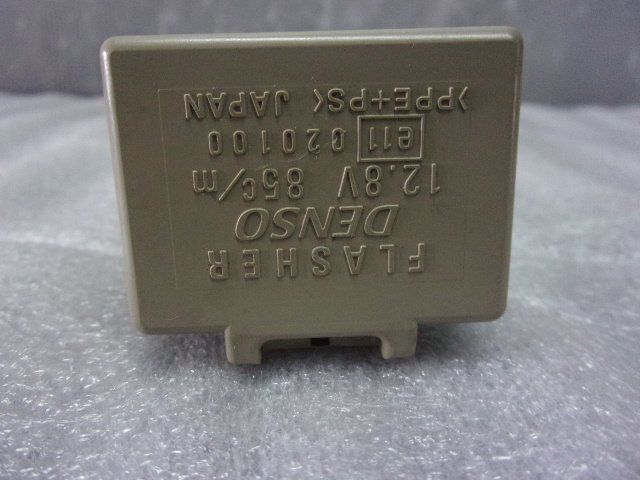 FLASHER
DENSO
12.8V 85C/m
e11 020100
>PPE+PS< JAPAN